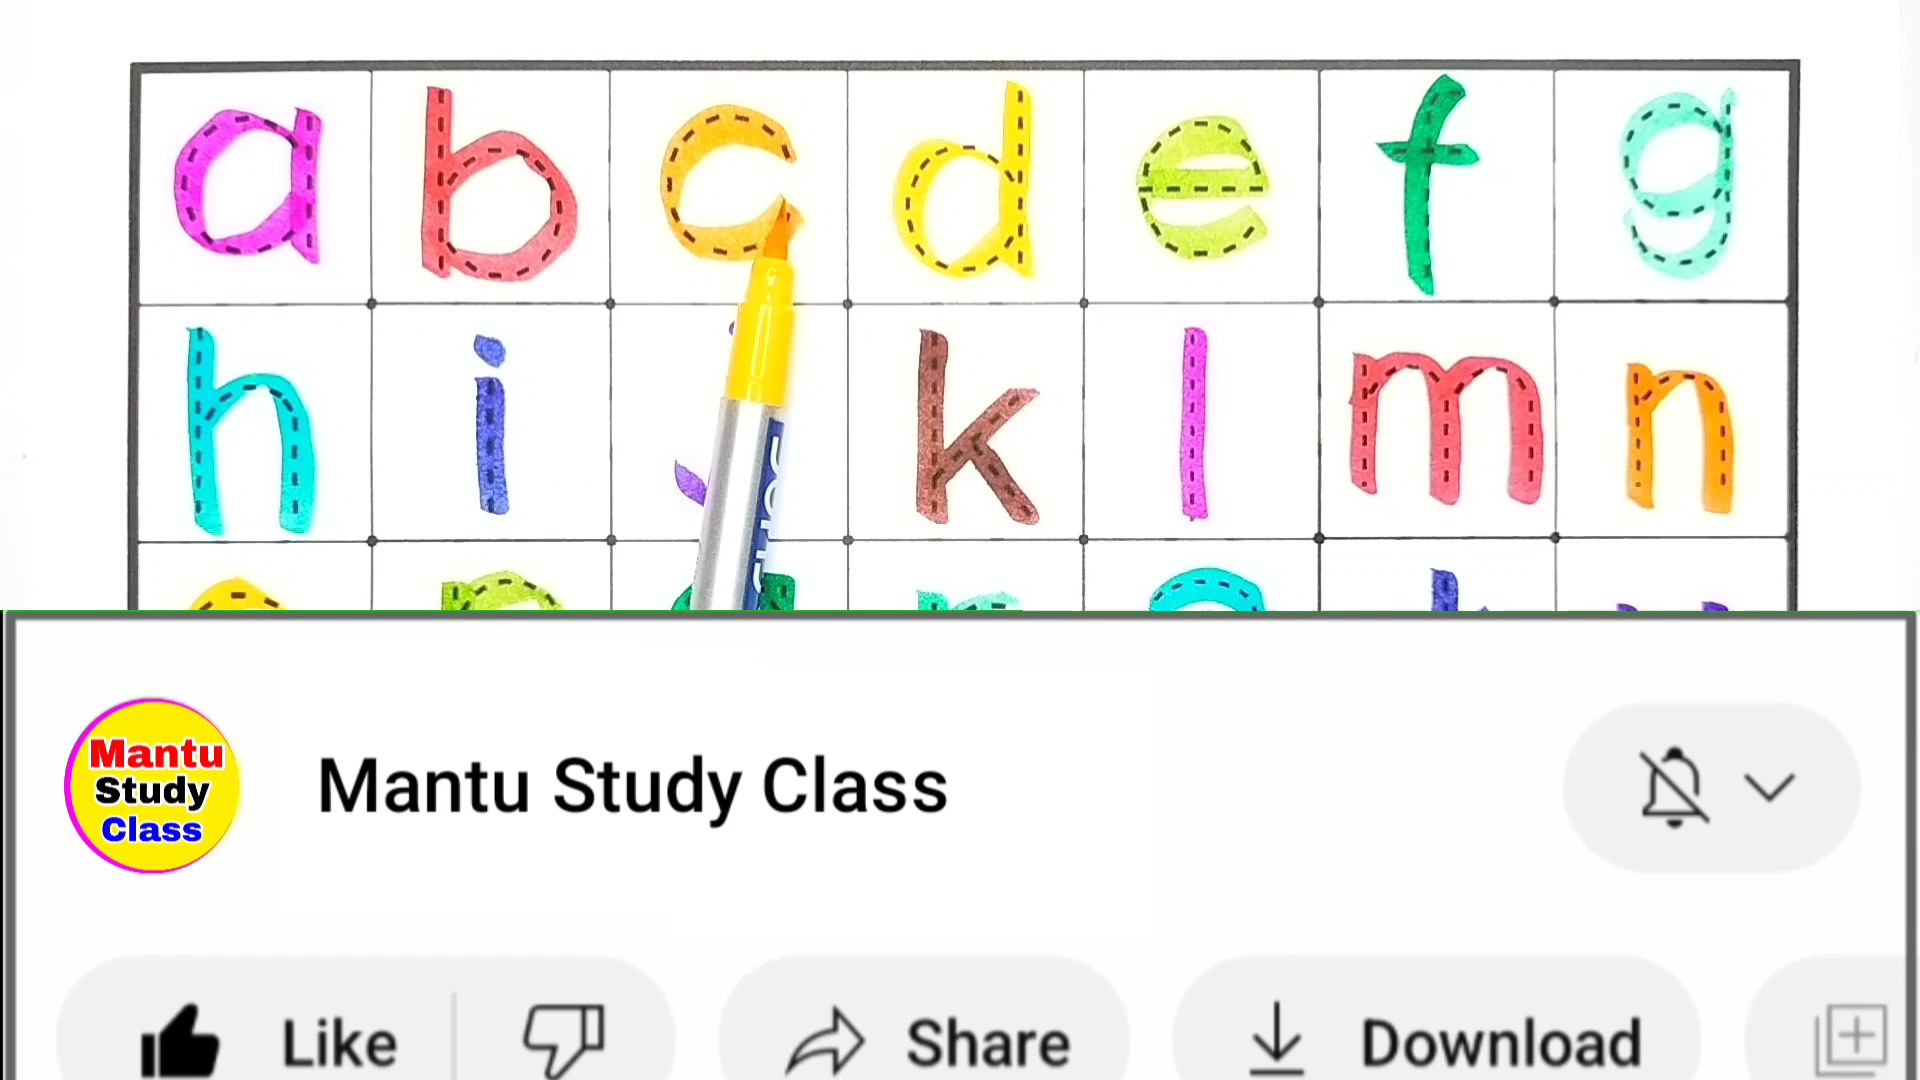 a b c d e f g
h i k l m n
Mantu
Study
Class
Mantu Study Class
Like
Share
Download